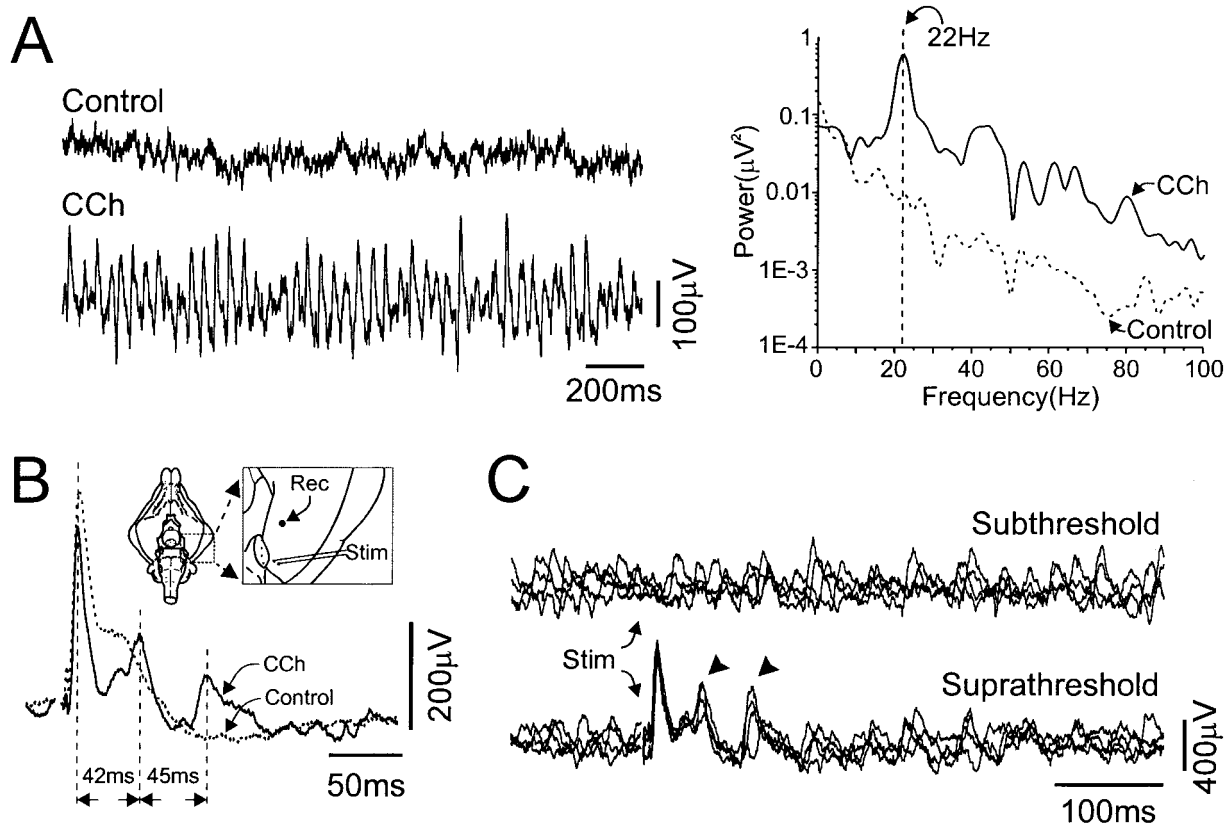 A
Control
CCh
100μV
200ms
22Hz
1
0.1
0.01
1E-3
1E-4
Power(μV²)
CCh
Control
0 20 40 60 80 100
Frequency(Hz)
B
Rec
Stim
CCh
Control
200μV
42ms 45ms
50ms
C
Subthreshold
Stim
Suprathreshold
400μV
100ms